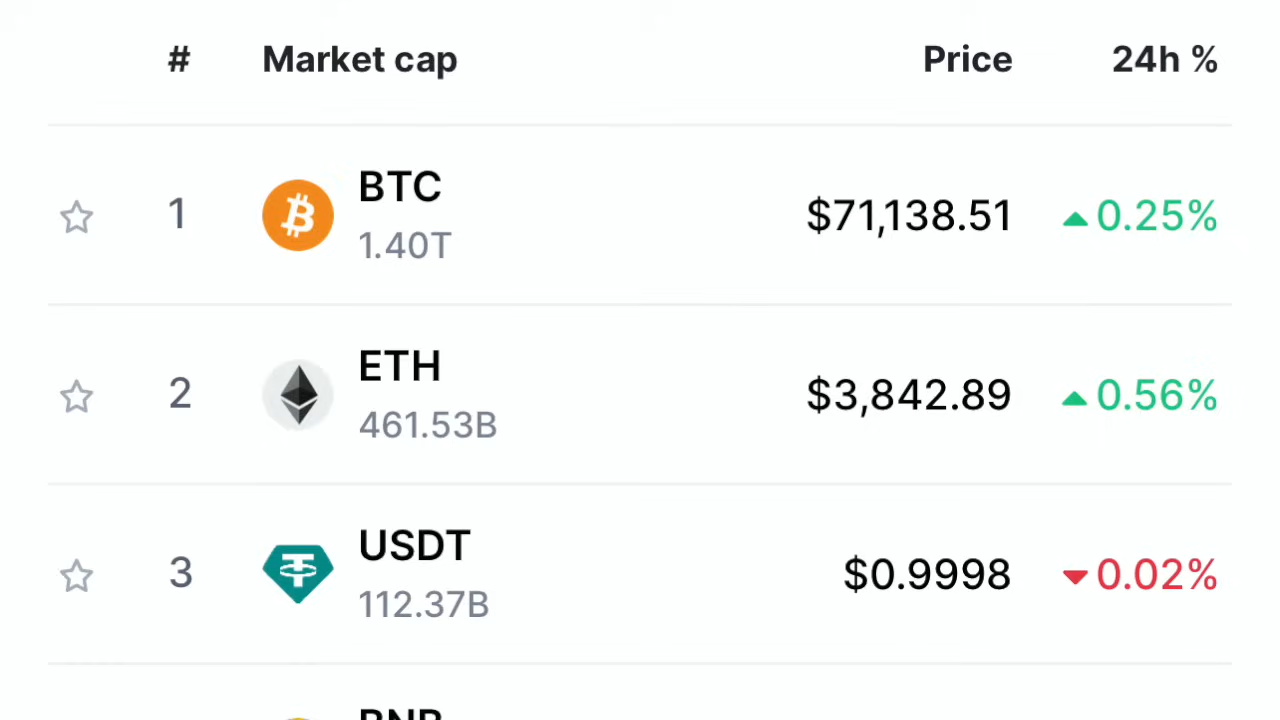 # Market cap Price 24h %
1 BTC $71,138.51 0.25%
1.40T
2 ETH $3,842.89 0.56%
461.53B
3 USDT $0.9998 0.02%
112.37B
BNB